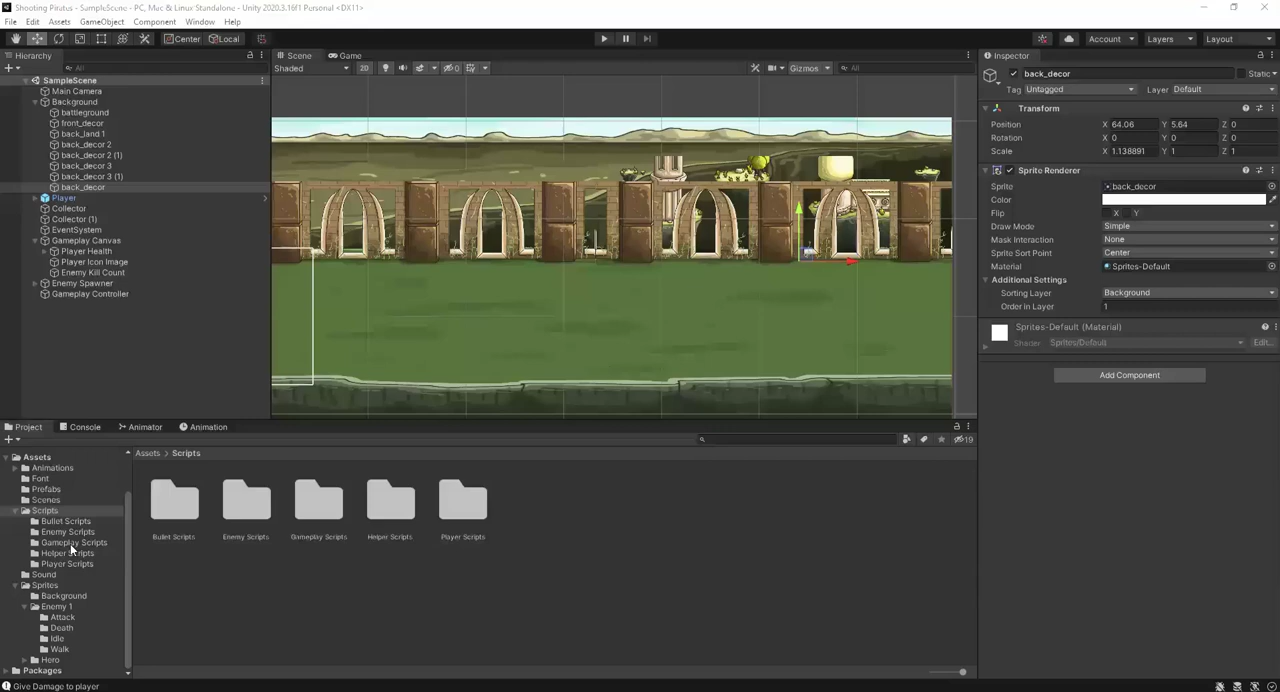 Shooting Piratus - SampleScene - PC, Mac & Linux Standalone - Unity 2020.3.16f1 Personal <DX11>
File Edit Assets GameObject Component Window Help
Center Local Account Layers Layout
Hierarchy Scene Game Inspector
All Shaded 2D 0 Gizmos All back_decor Static
SampleScene
Main Camera
Background
battleground
front_decor
back_land 1
back_decor 2
back_decor 2 (1)
back_decor 3
back_decor 3 (1)
back_decor
Player
Collector
Collector (1)
EventSystem
Gameplay Canvas
Player Health
Player Icon Image
Enemy Kill Count
Enemy Spawner
Gameplay Controller
Tag Untagged Layer Default
Transform
Position X 64.06 Y 5.64 Z 0
Rotation X 0 Y 0 Z 0
Scale X 1.138891 Y 1 Z 1
Sprite Renderer
Sprite back_decor
Color
Flip X Y
Draw Mode Simple
Mask Interaction None
Sprite Sort Point Center
Material Sprites-Default
Additional Settings
Sorting Layer Background
Order in Layer 1
Sprites-Default (Material)
Shader Sprites/Default Edit...
Add Component
Project Console Animator Animation
19
Assets
Animations
Font
Prefabs
Scenes
Scripts
Bullet Scripts
Enemy Scripts
Gameplay Scripts
Helper Scripts
Player Scripts
Sound
Sprites
Background
Enemy 1
Attack
Death
Idle
Walk
Hero
Packages
Assets > Scripts
Bullet Scripts Enemy Scripts Gameplay Scripts Helper Scripts Player Scripts
Give Damage to player